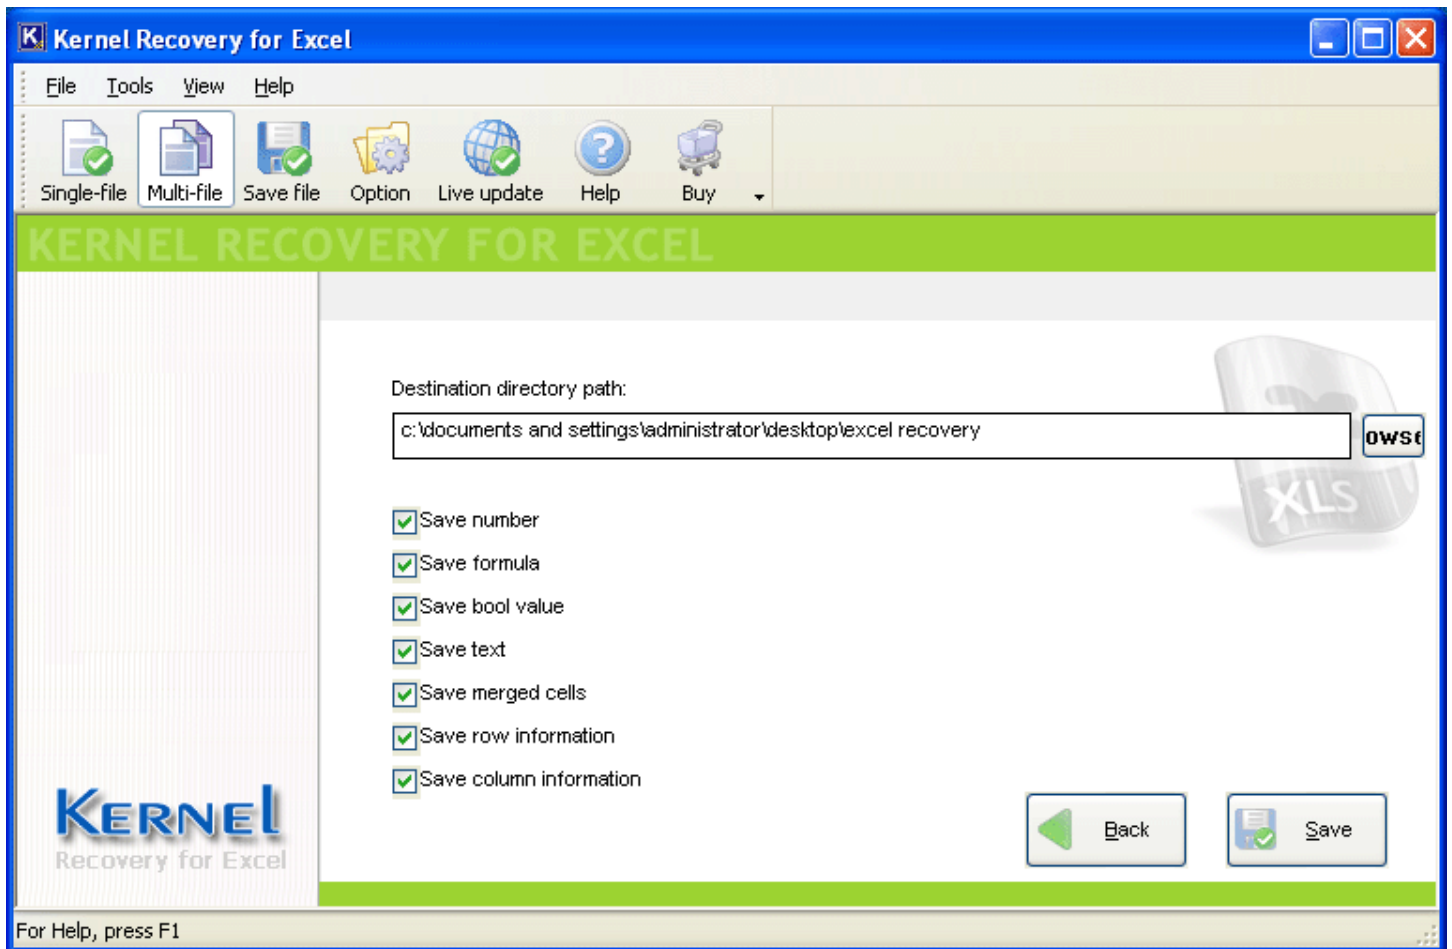 Kernel Recovery for Excel
File Tools View Help
Single-file Multi-file Save file Option Live update Help Buy
KERNEL RECOVERY FOR EXCEL
Destination directory path:
c:\documents and settings\administrator\desktop\excel recovery
owse
XLS
Save number
Save formula
Save bool value
Save text
Save merged cells
Save row information
Save column information
Back Save
KERNEL
Recovery for Excel
For Help, press F1